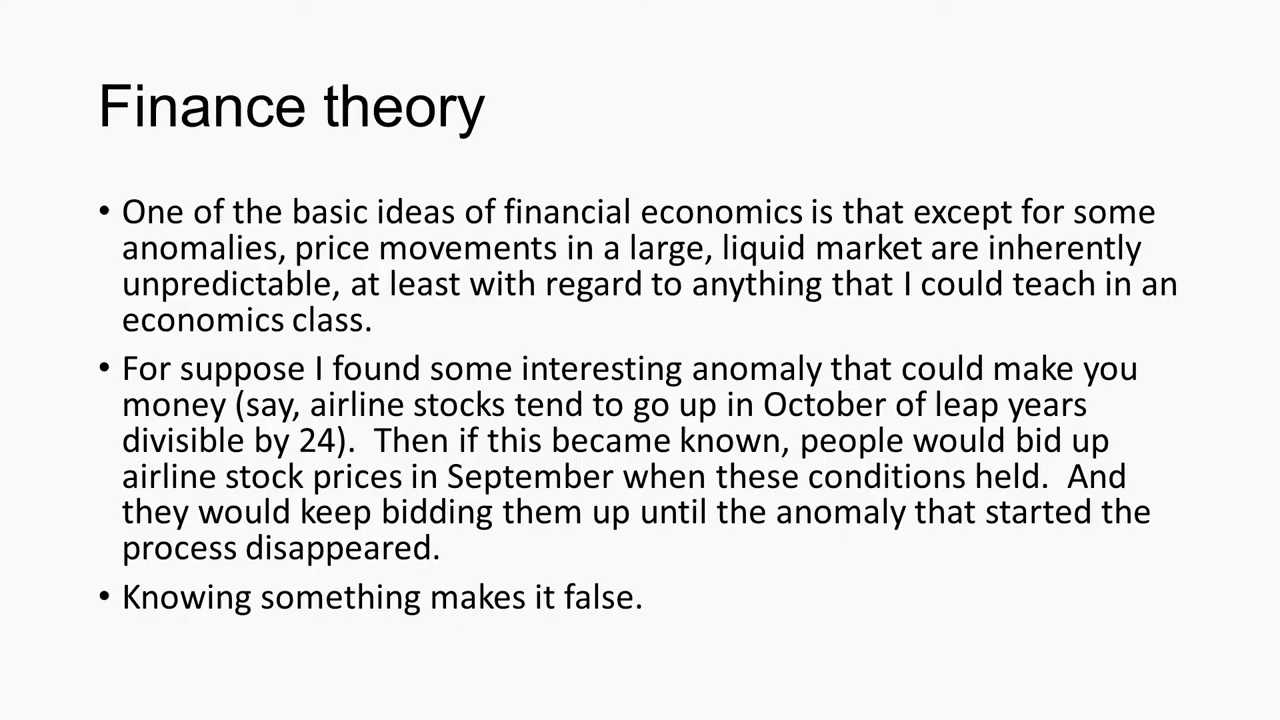 Finance theory
• One of the basic ideas of financial economics is that except for some
anomalies, price movements in a large, liquid market are inherently
unpredictable, at least with regard to anything that I could teach in an
economics class.
• For suppose I found some interesting anomaly that could make you
money (say, airline stocks tend to go up in October of leap years
divisible by 24).  Then if this became known, people would bid up
airline stock prices in September when these conditions held.  And
they would keep bidding them up until the anomaly that started the
process disappeared.
• Knowing something makes it false.